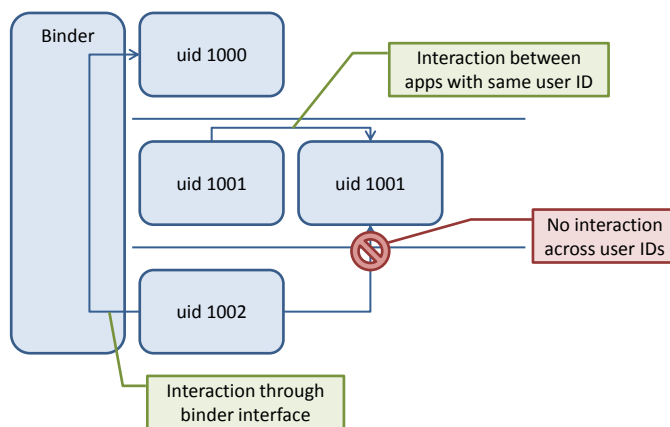 Binder
uid 1000
Interaction between
apps with same user ID
uid 1001
uid 1001
No interaction
across user IDs
uid 1002
Interaction through
binder interface